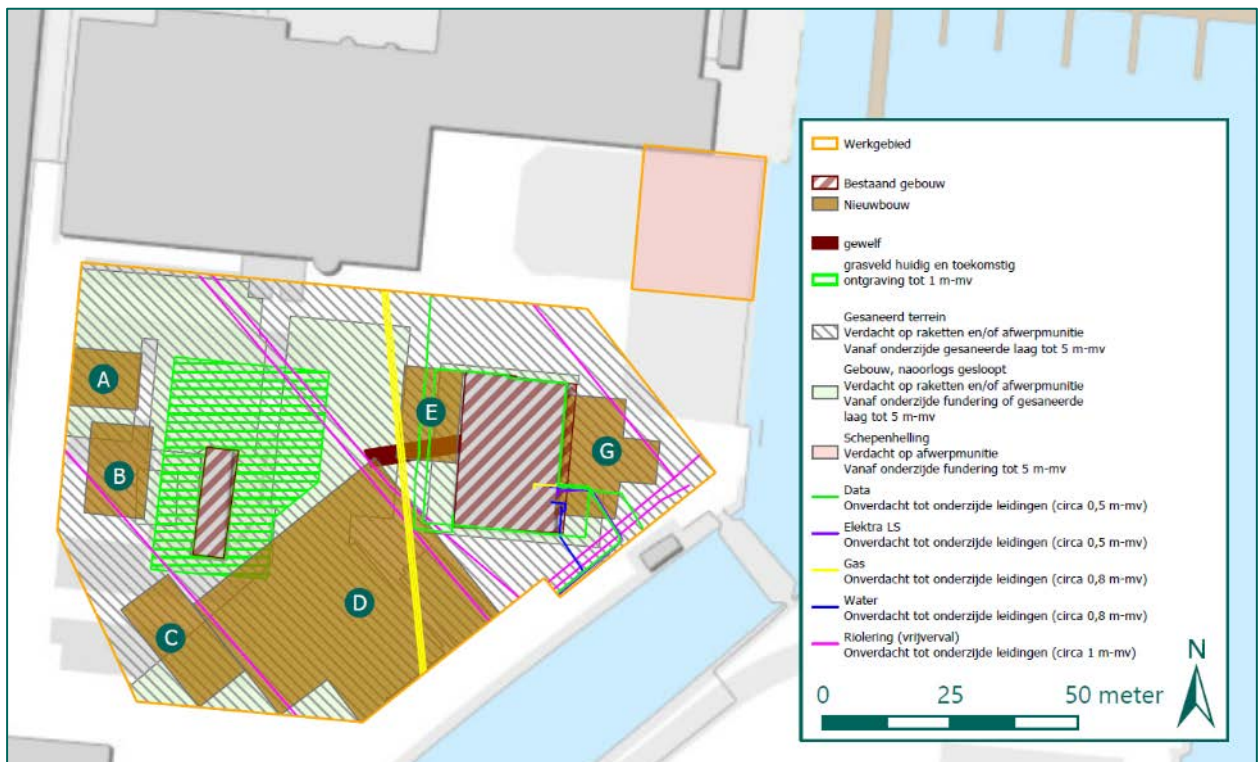 Werkgebied
Bestaand gebouw
Nieuwbouw
gewelf
grasveld huidig en toekomstig
ontgraving tot 1 m-mv
Gesaneerd terrein
Verdacht op raketten en/of afwerpmunitie
Vanaf onderzijde gesaneerde laag tot 5 m-mv
Gebouw, naoorlogs gesloopt
Verdacht op raketten en/of afwerpmunitie
Vanaf onderzijde fundering of gesaneerde
laag tot 5 m-mv
Schepenhelling
Verdacht op afwerpmunitie
Vanaf onderzijde fundering tot 5 m-mv
Data
Onverdacht tot onderzijde leidingen (circa 0,5 m-mv)
Elektra LS
Onverdacht tot onderzijde leidingen (circa 0,5 m-mv)
Gas
Onverdacht tot onderzijde leidingen (circa 0,8 m-mv)
Water
Onverdacht tot onderzijde leidingen (circa 0,8 m-mv)
Riolering (vrijverval)
Onverdacht tot onderzijde leidingen (circa 1 m-mv)
N
0 25 50 meter
A
B
C
D
E
G